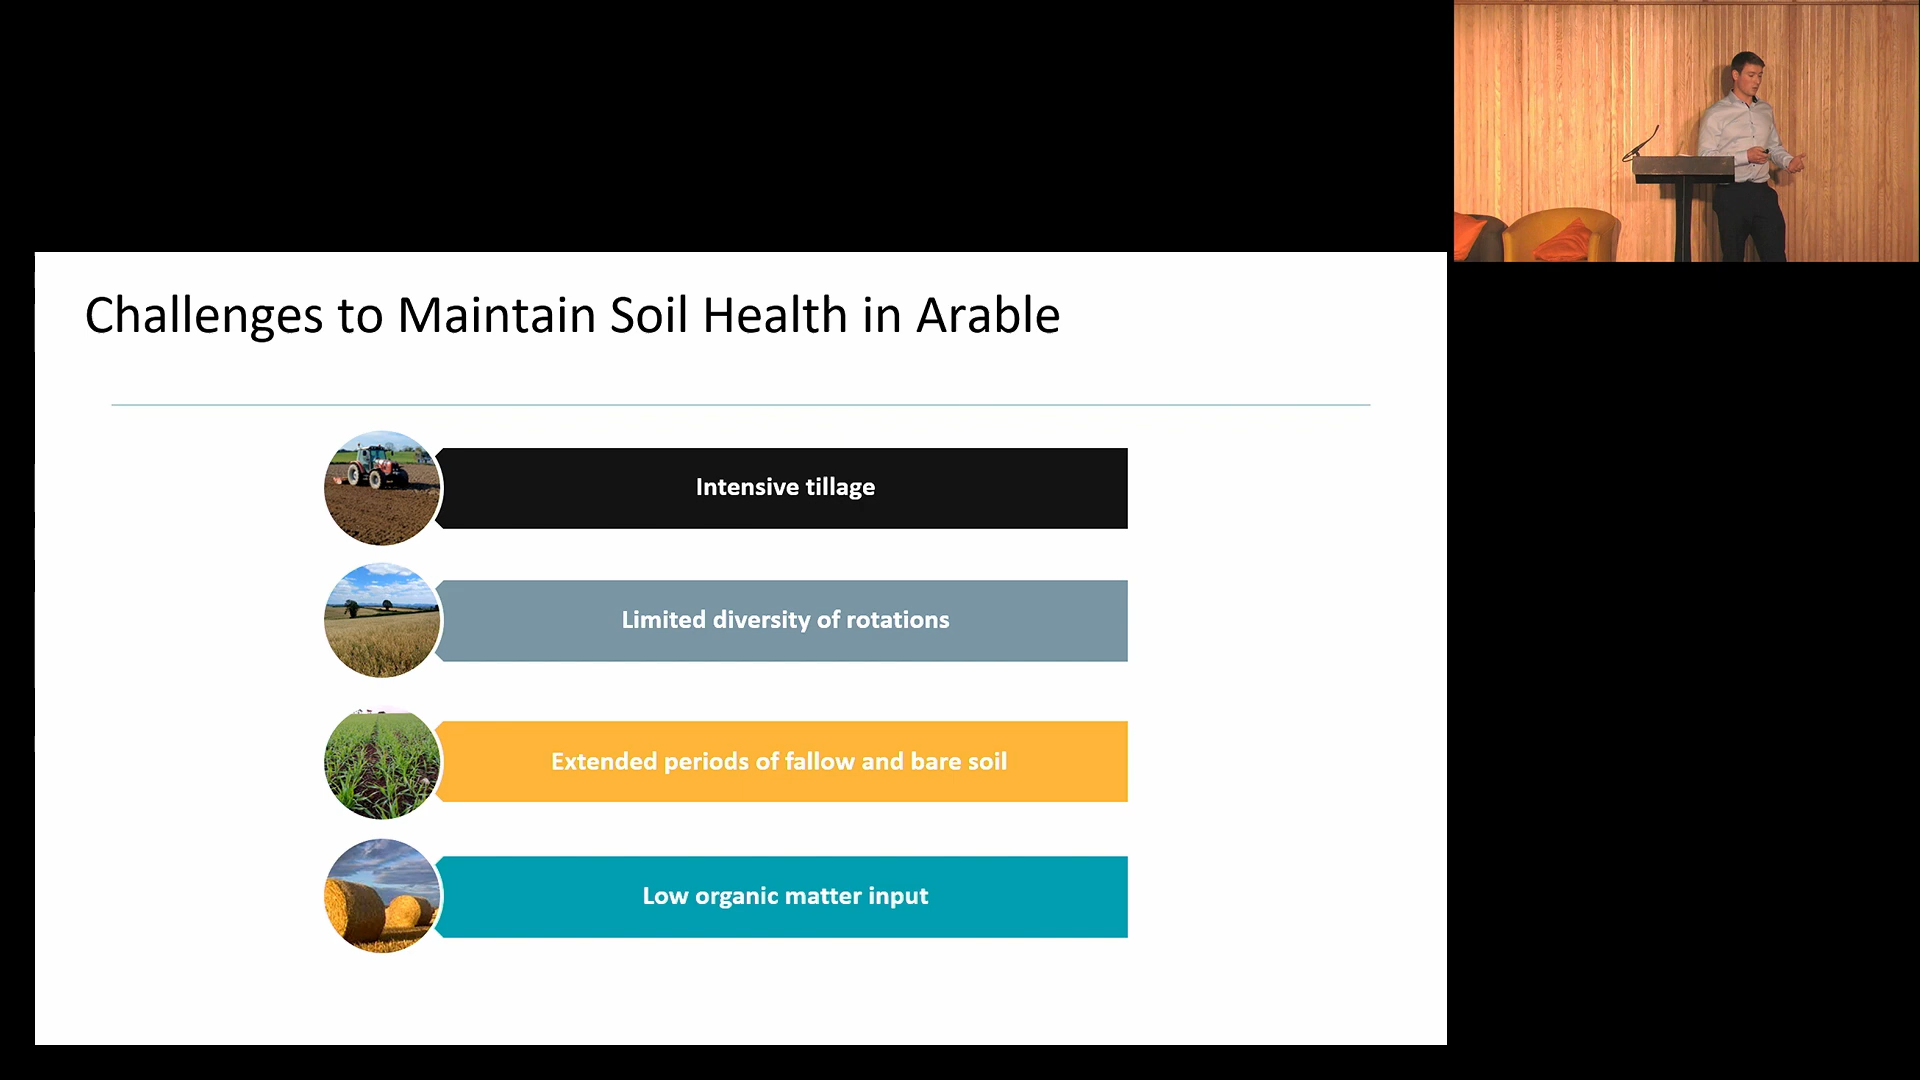 Challenges to Maintain Soil Health in Arable
Intensive tillage
Limited diversity of rotations
Extended periods of fallow and bare soil
Low organic matter input